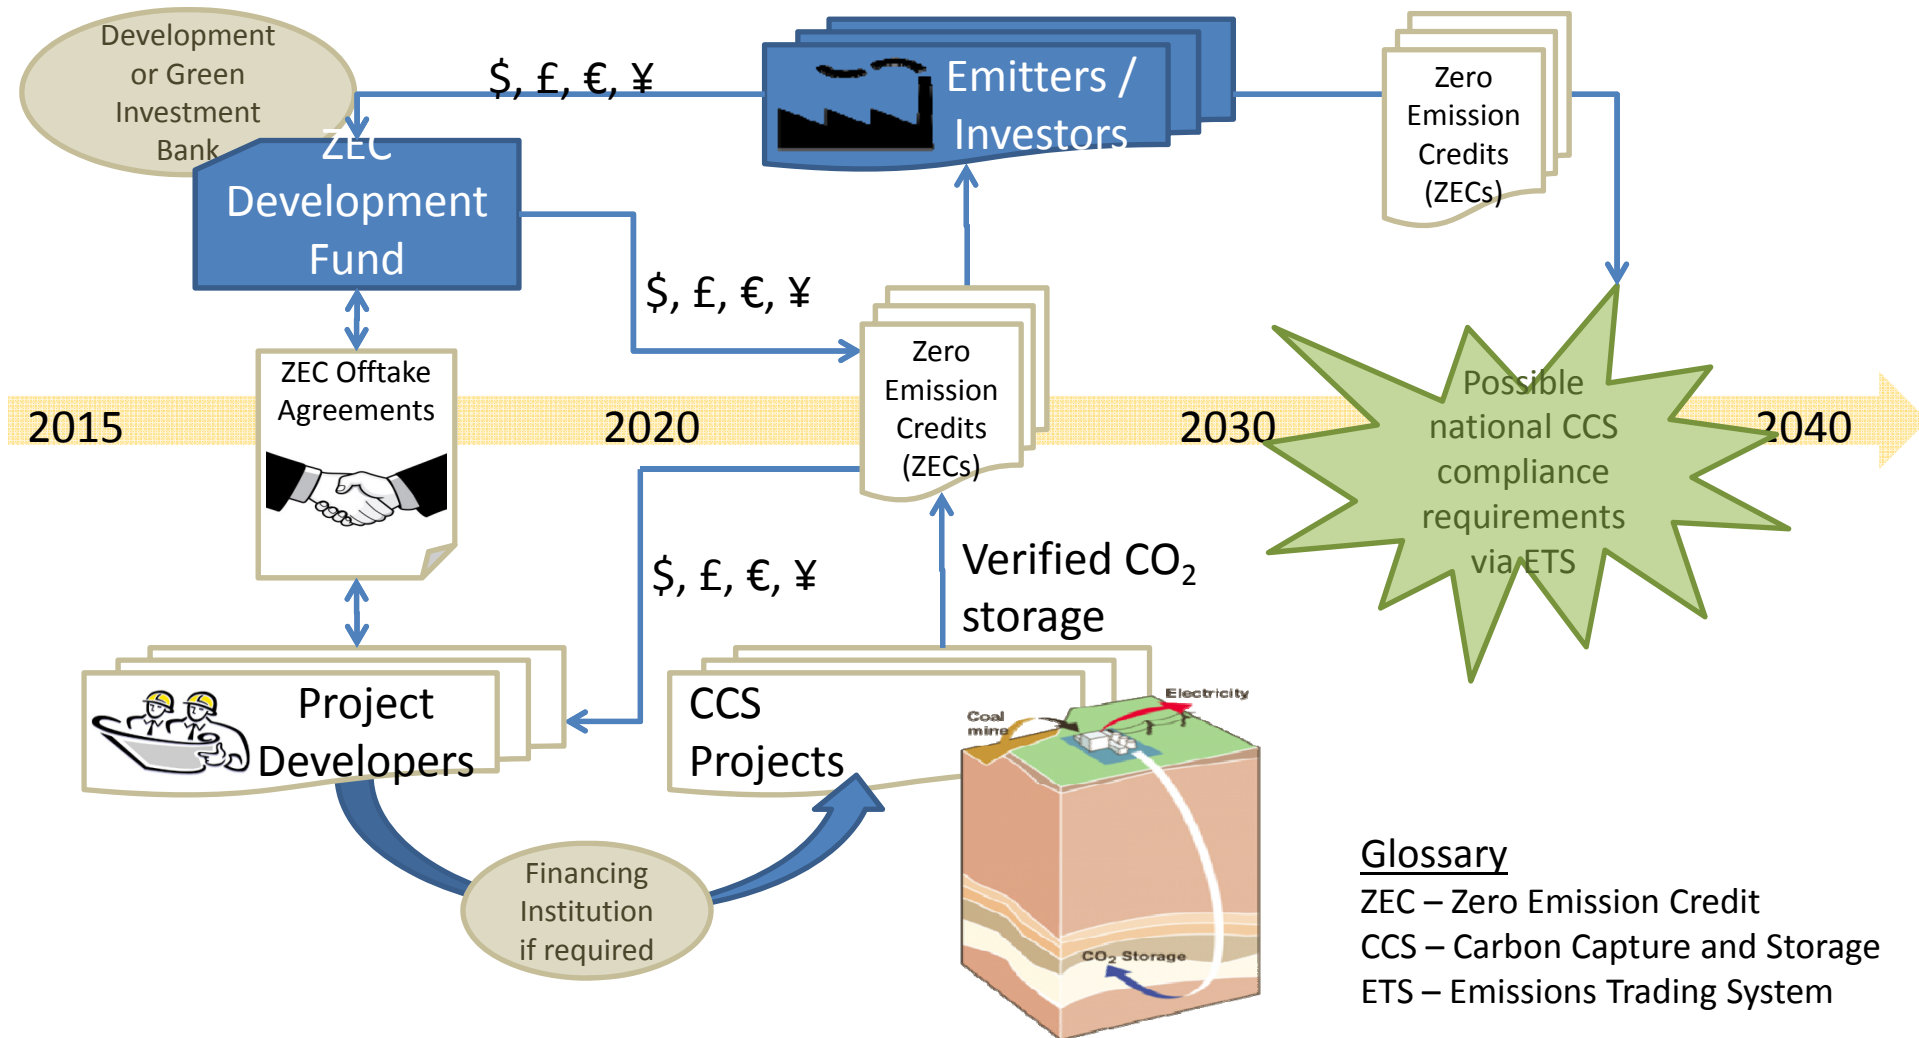 Development
or Green
Investment
Bank
$, £, €, ¥
Emitters /
Investors
Zero
Emission
Credits
(ZECs)
ZEC
Development
Fund
$, £, €, ¥
ZEC Offtake
Agreements
Zero
Emission
Credits
(ZECs)
Possible
national CCS
compliance
requirements
via ETS
2015
2020
2030
2040
$, £, €, ¥
Verified CO₂
storage
Project
Developers
CCS
Projects
Electricity
Coal
mine
CO₂ Storage
Financing
Institution
if required
Glossary
ZEC – Zero Emission Credit
CCS – Carbon Capture and Storage
ETS – Emissions Trading System